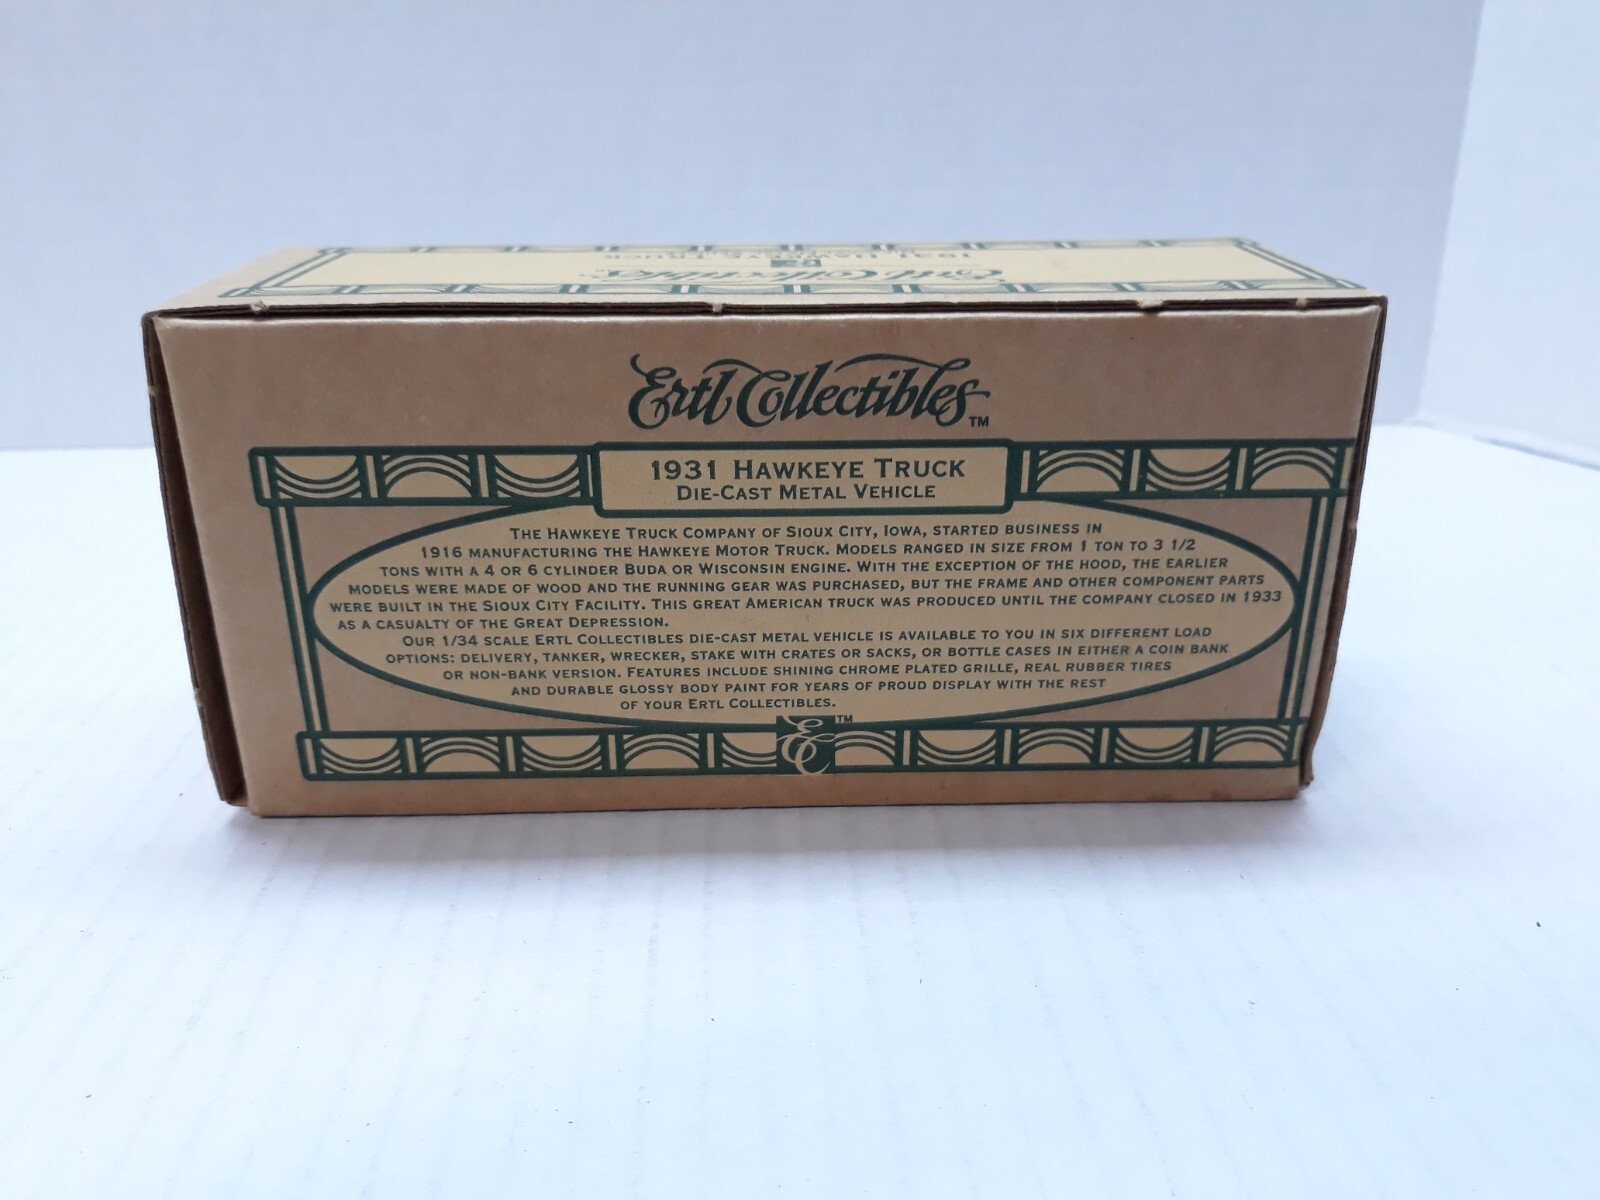 Ertl Collectibles
1931 HAWKEYE TRUCK
Ertl Collectibles™
1931 HAWKEYE TRUCK
DIE-CAST METAL VEHICLE
THE HAWKEYE TRUCK COMPANY OF SIOUX CITY, IOWA, STARTED BUSINESS IN
1916 MANUFACTURING THE HAWKEYE MOTOR TRUCK. MODELS RANGED IN SIZE FROM 1 TON TO 3 1/2
TONS WITH A 4 OR 6 CYLINDER BUDA OR WISCONSIN ENGINE. WITH THE EXCEPTION OF THE HOOD, THE EARLIER
MODELS WERE MADE OF WOOD AND THE RUNNING GEAR WAS PURCHASED, BUT THE FRAME AND OTHER COMPONENT PARTS
WERE BUILT IN THE SIOUX CITY FACILITY. THIS GREAT AMERICAN TRUCK WAS PRODUCED UNTIL THE COMPANY CLOSED IN 1933
AS A CASUALTY OF THE GREAT DEPRESSION.
OUR 1/34 SCALE ERTL COLLECTIBLES DIE-CAST METAL VEHICLE IS AVAILABLE TO YOU IN SIX DIFFERENT LOAD
OPTIONS: DELIVERY, TANKER, WRECKER, STAKE WITH CRATES OR SACKS, OR BOTTLE CASES IN EITHER A COIN BANK
OR NON-BANK VERSION. FEATURES INCLUDE SHINING CHROME PLATED GRILLE, REAL RUBBER TIRES
AND DURABLE GLOSSY BODY PAINT FOR YEARS OF PROUD DISPLAY WITH THE REST
OF YOUR ERTL COLLECTIBLES.
EC™